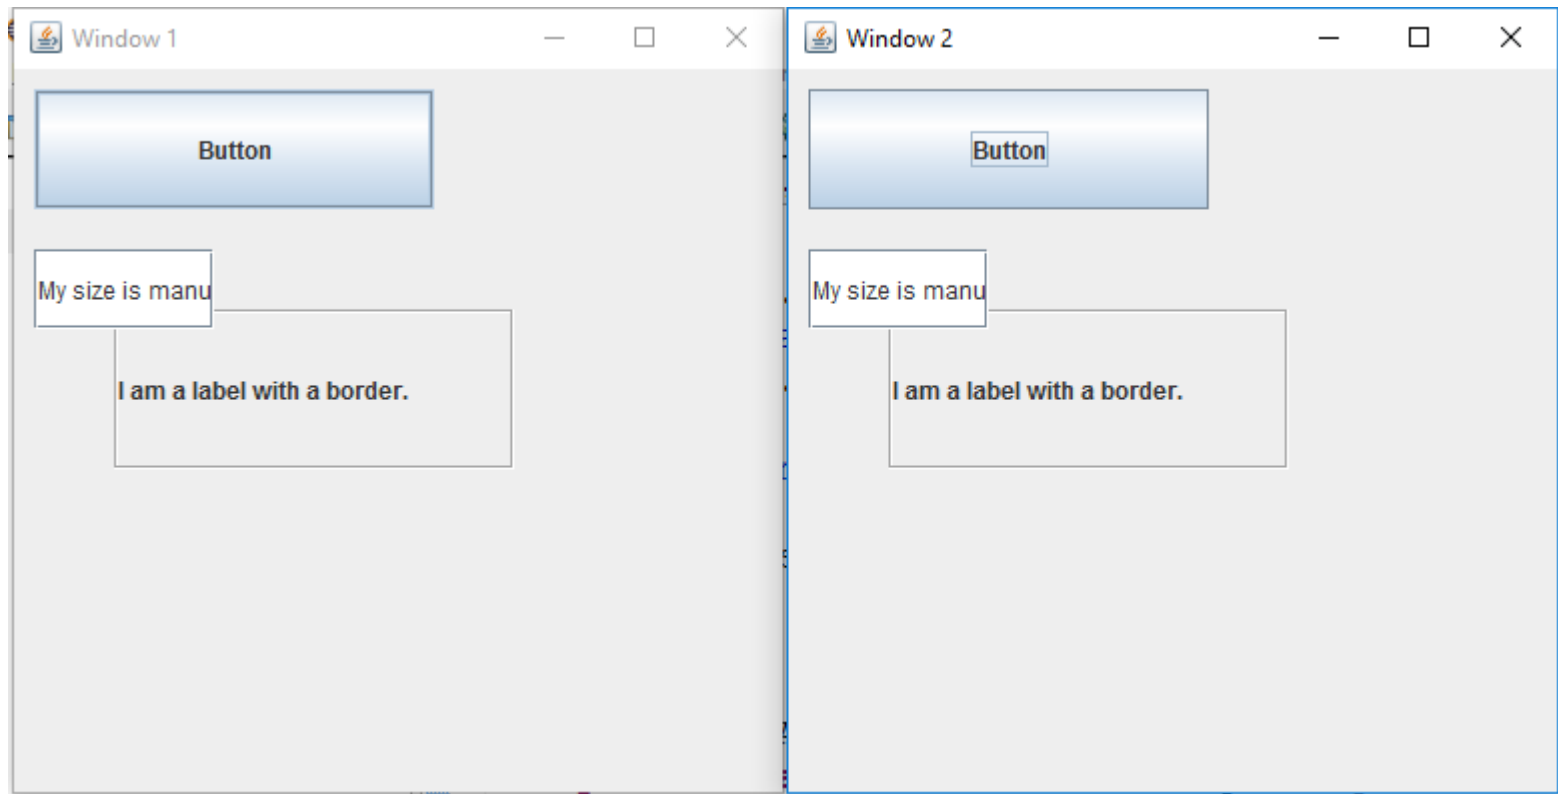 Window 1
Button
My size is manu
I am a label with a border.
Window 2
Button
My size is manu
I am a label with a border.